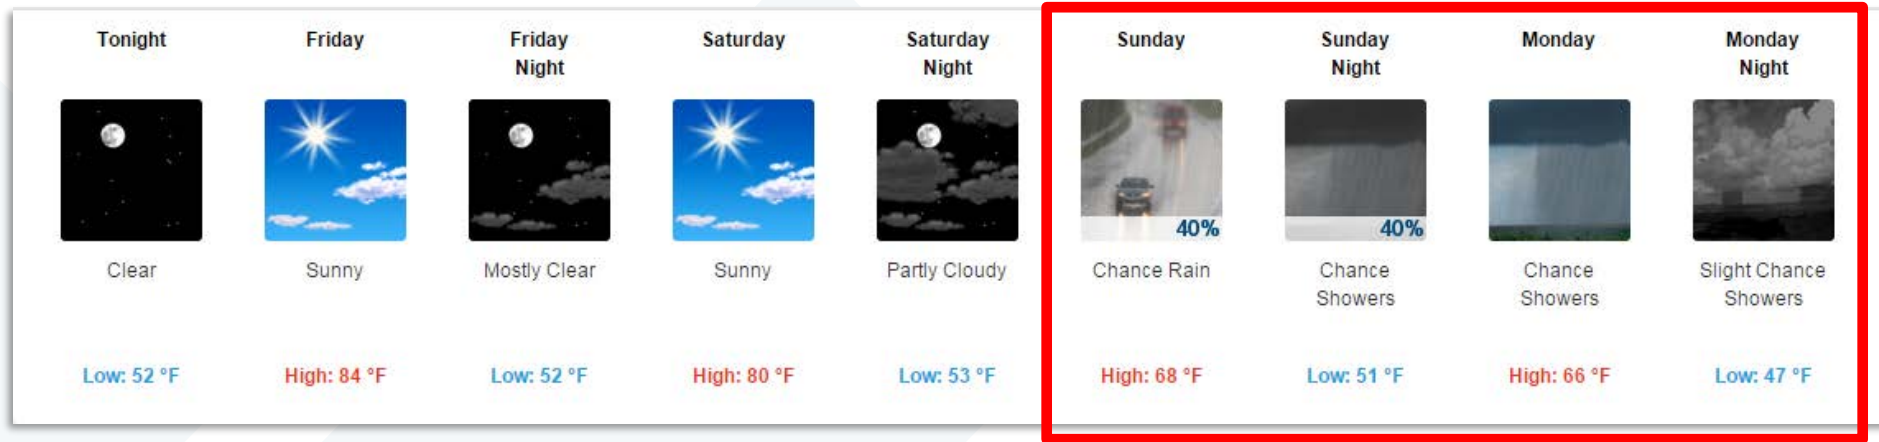 Tonight
Friday
Friday
Night
Saturday
Saturday
Night
Sunday
Sunday
Night
Monday
Monday
Night
40%
40%
Clear
Sunny
Mostly Clear
Sunny
Partly Cloudy
Chance Rain
Chance
Showers
Chance
Showers
Slight Chance
Showers
Low: 52 °F
High: 84 °F
Low: 52 °F
High: 80 °F
Low: 53 °F
High: 68 °F
Low: 51 °F
High: 66 °F
Low: 47 °F